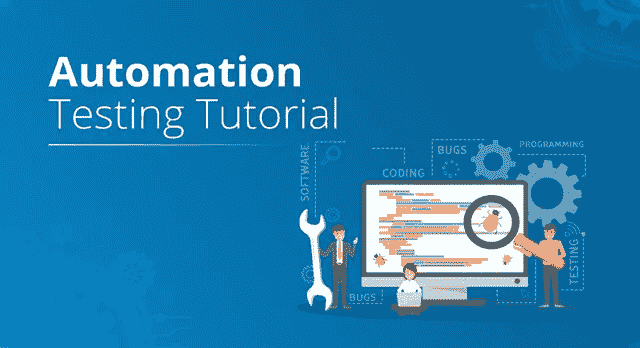 Automation
Testing Tutorial
SOFTWARE
CODING
BUGS
PROGRAMMING
TESTING
BUGS